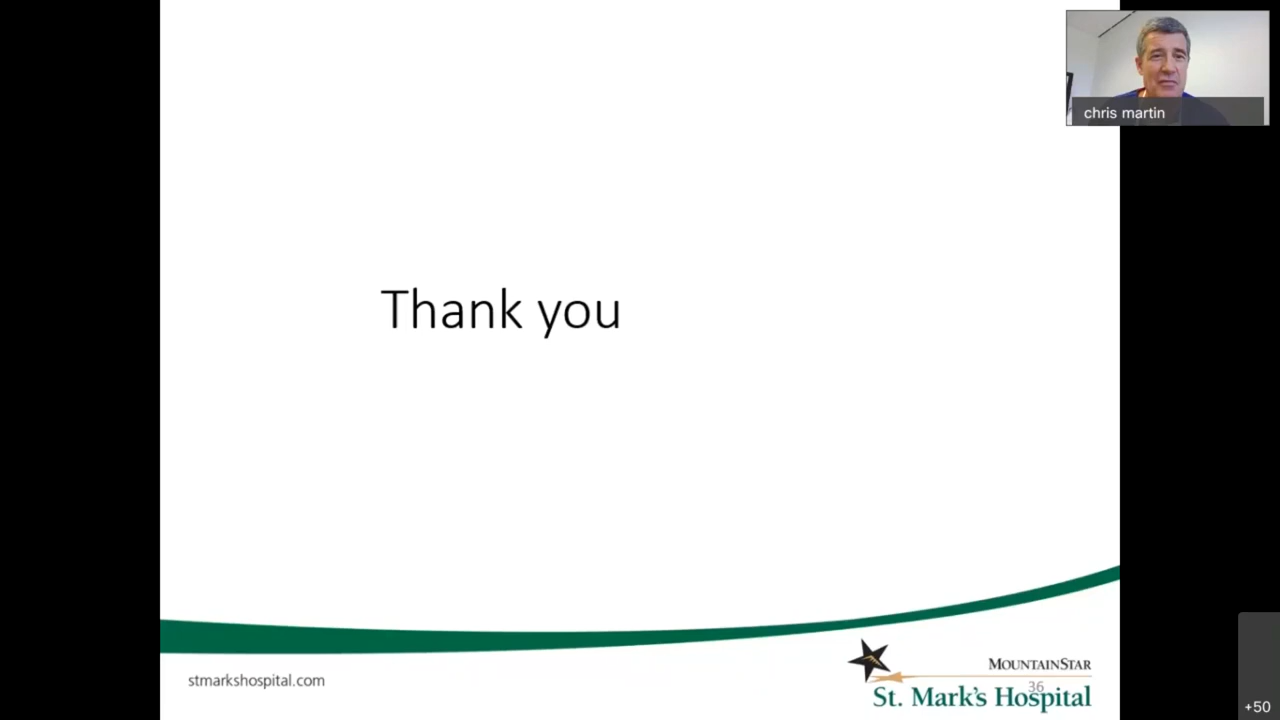 chris martin
Thank you
stmarkshospital.com
MOUNTAINSTAR
36
St. Mark's Hospital
+50